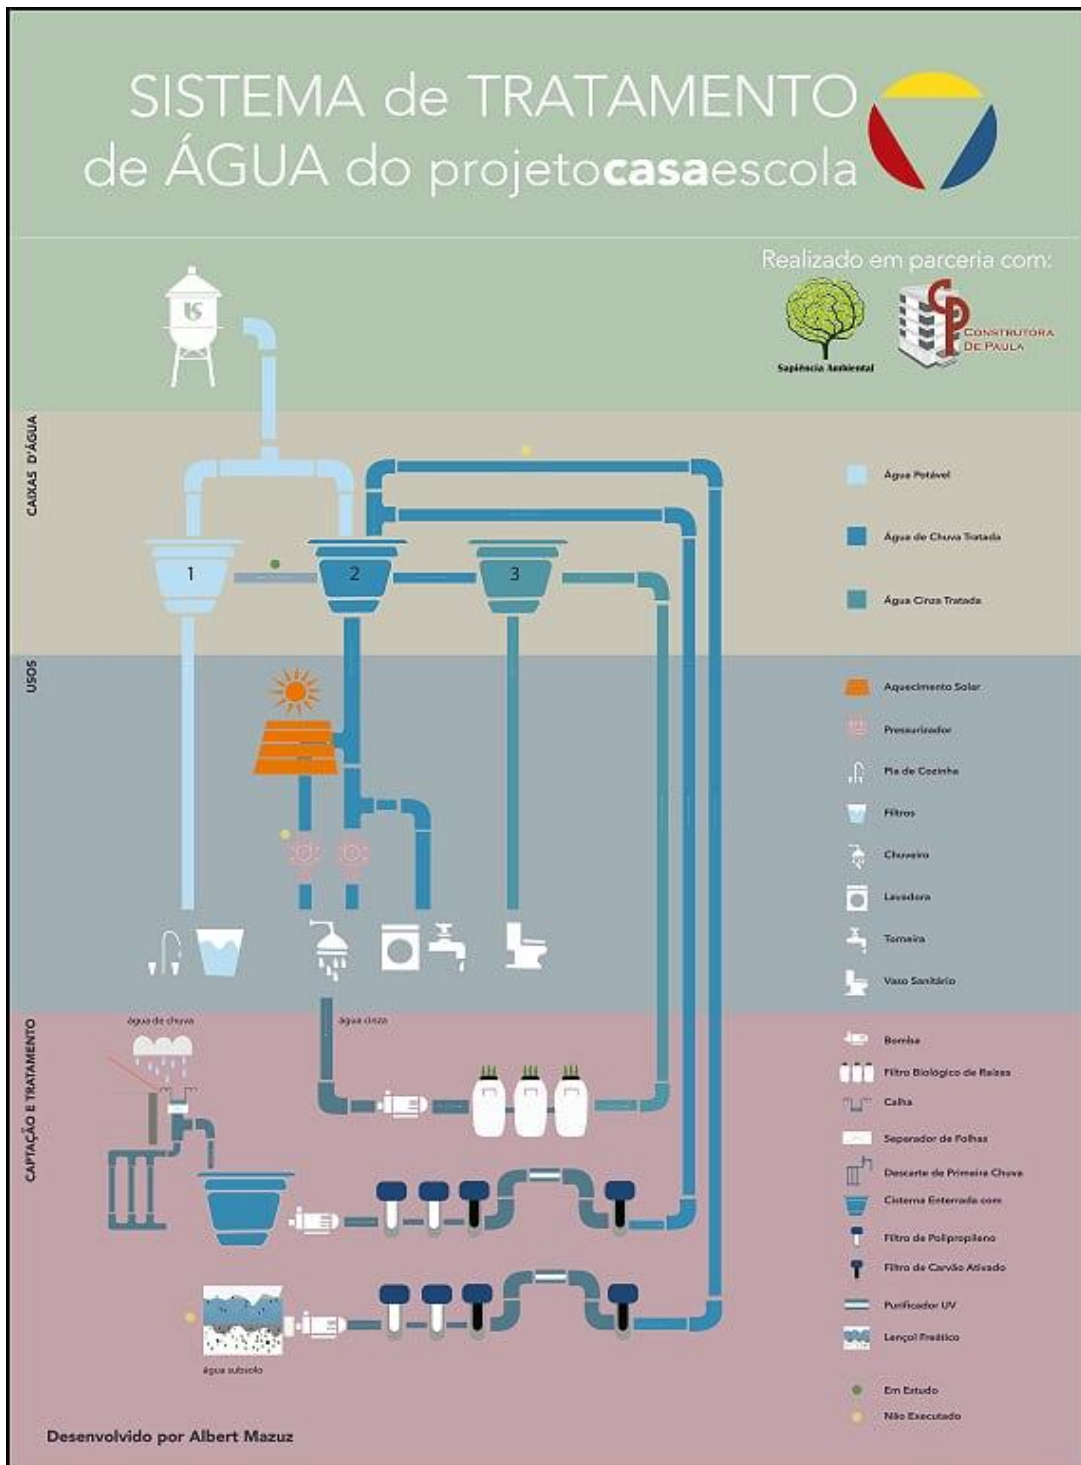 SISTEMA de TRATAMENTO
de ÁGUA do projetocasaescola
Realizado em parceria com:
Sapiência Ambiental
CP
CONSTRUTORA
DE PAULA
CAIXAS D'ÁGUA
1
2
3
Água Potável
Água de Chuva Tratada
Água Cinza Tratada
USOS
Aquecimento Solar
Pressurizador
Pia de Cozinha
Filtros
Chuveiro
Lavadora
Torneira
Vaso Sanitário
CAPTAÇÃO E TRATAMENTO
água de chuva
água cinza
água subsolo
Bomba
Filtro Biológico de Raízes
Calha
Separador de Folhas
Descarte de Primeira Chuva
Cisterna Enterrada com
Filtro de Polipropileno
Filtro de Carvão Ativado
Purificador UV
Lençol Freático
Em Estudo
Não Executado
Desenvolvido por Albert Mazuz